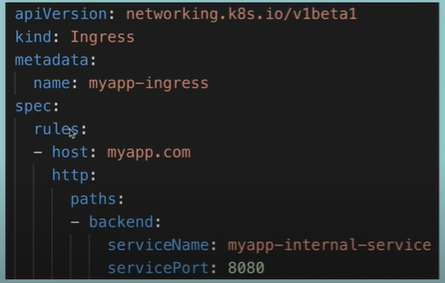 apiVersion: networking.k8s.io/v1beta1
kind: Ingress
metadata:
  name: myapp-ingress
spec:
  rules:
  - host: myapp.com
    http:
      paths:
      - backend:
          serviceName: myapp-internal-service
          servicePort: 8080